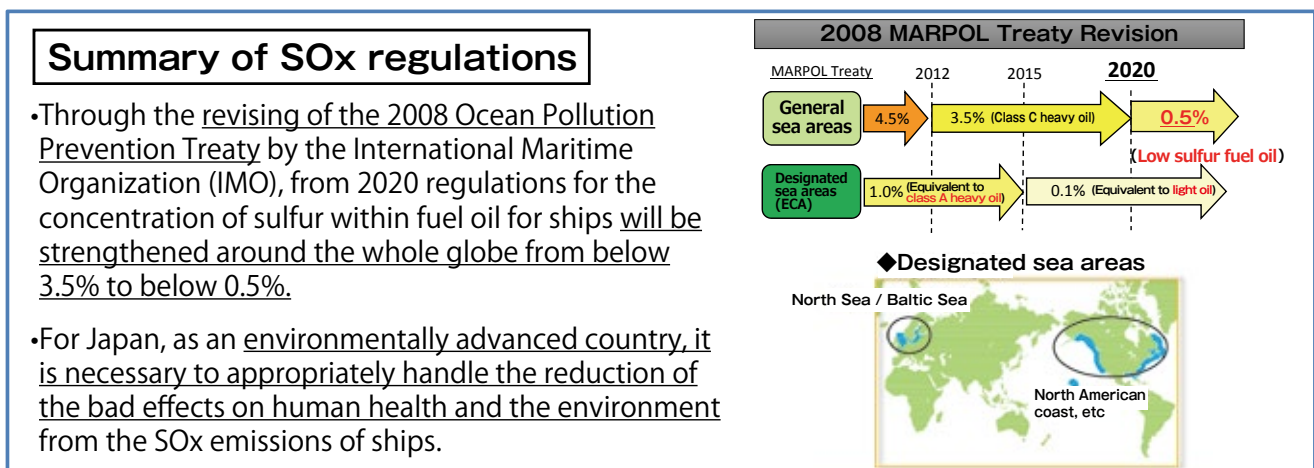 Summary of SOx regulations
•Through the revising of the 2008 Ocean Pollution
Prevention Treaty by the International Maritime
Organization (IMO), from 2020 regulations for the
concentration of sulfur within fuel oil for ships will be
strengthened around the whole globe from below
3.5% to below 0.5%.
•For Japan, as an environmentally advanced country, it
is necessary to appropriately handle the reduction of
the bad effects on human health and the environment
from the SOx emissions of ships.
2008 MARPOL Treaty Revision
MARPOL Treaty 2012 2015 2020
General
sea areas
4.5% 3.5% (Class C heavy oil) 0.5%
(Low sulfur fuel oil)
Designated
sea areas
(ECA)
1.0% (Equivalent to
class A heavy oil)
0.1% (Equivalent to light oil)
◆Designated sea areas
North Sea / Baltic Sea
North American
coast, etc